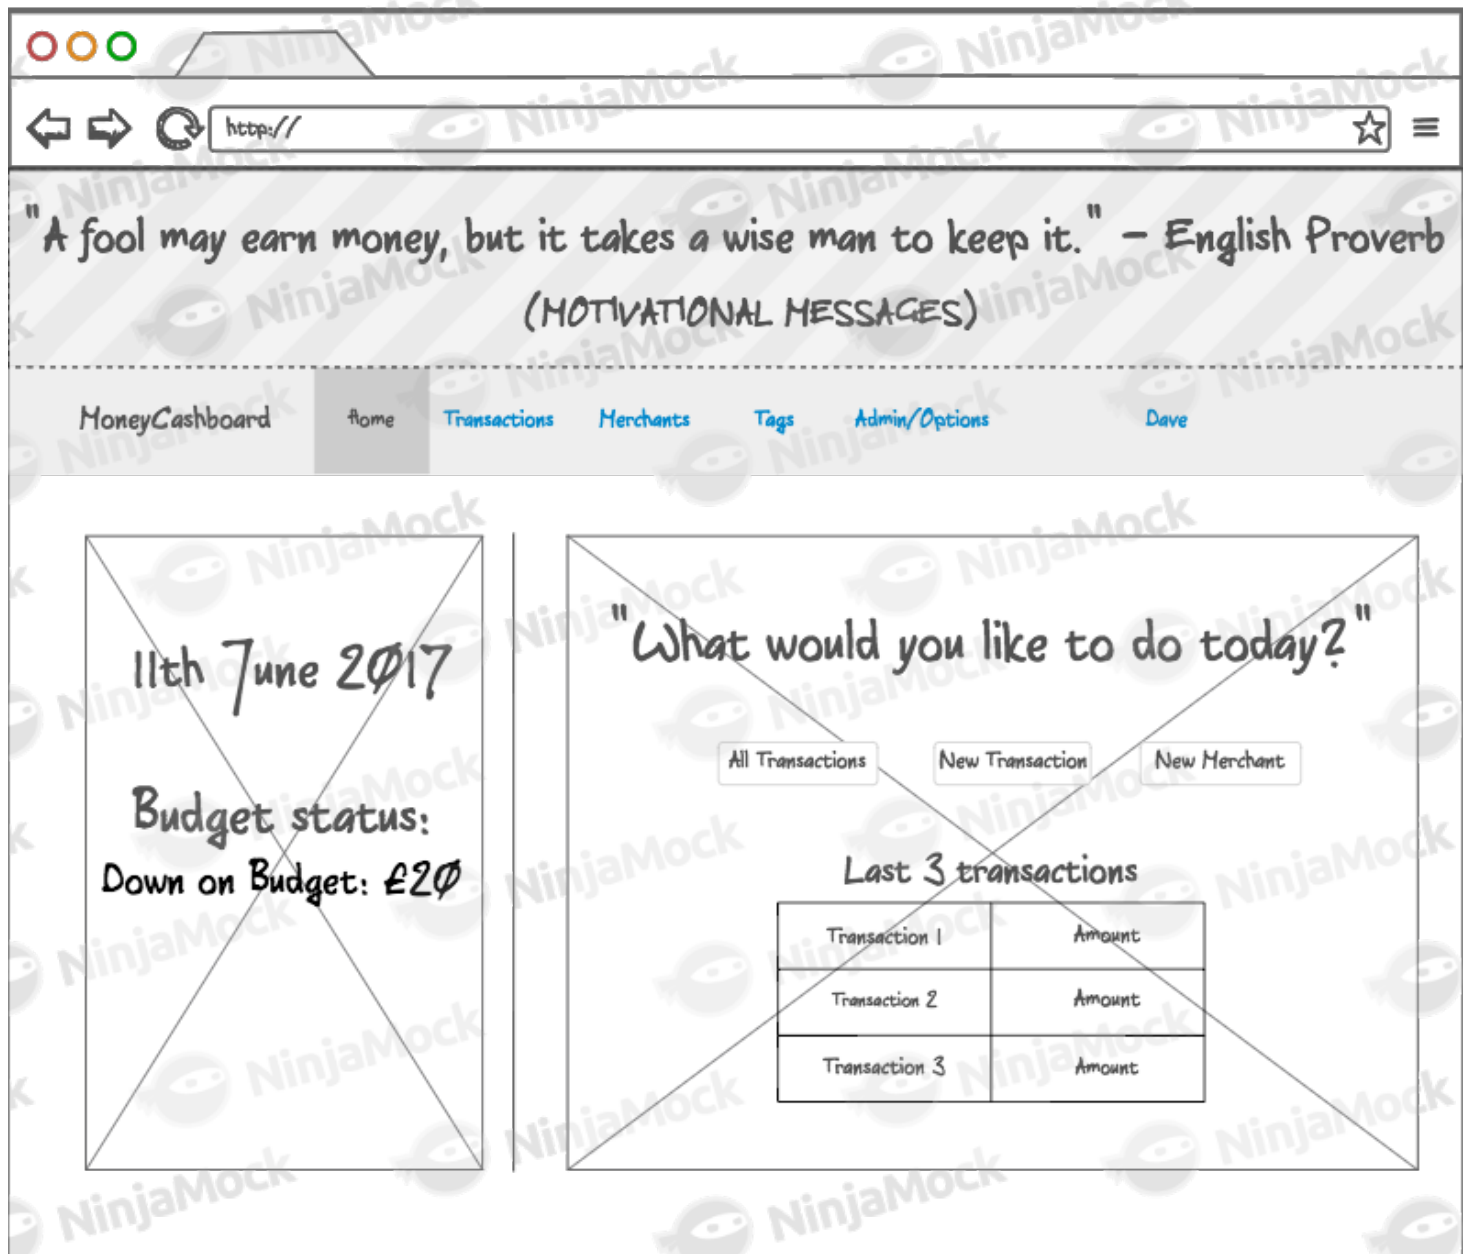 http://
"A fool may earn money, but it takes a wise man to keep it." - English Proverb
(MOTIVATIONAL MESSAGES)
MoneyCashboard Home Transactions Merchants Tags Admin/Options Dave
11th June 2017
Budget status:
Down on Budget: £20
"What would you like to do today?"
All Transactions New Transaction New Merchant
Last 3 transactions
Transaction 1 Amount
Transaction 2 Amount
Transaction 3 Amount
NinjaMock